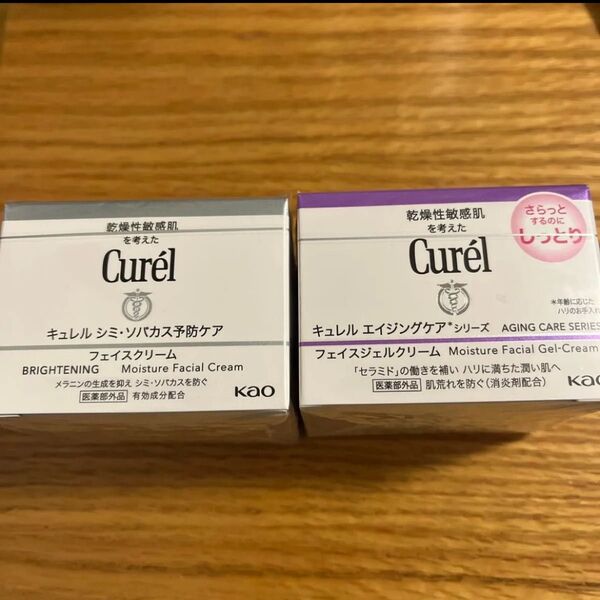 乾燥性敏感肌
を考えた
Curél
キュレル シミ・ソバカス予防ケア
フェイスクリーム
BRIGHTENING Moisture Facial Cream
メラニンの生成を抑え シミ・ソバカスを防ぐ
医薬部外品 有効成分配合
Kao
乾燥性敏感肌
を考えた
Curél
さらっと
するのに
しっとり
*年齢に応じた
ハリのお手入れ
キュレル エイジングケア*シリーズ AGING CARE SERIES
フェイスジェルクリーム Moisture Facial Gel-Cream
「セラミド」の働きを補い ハリに満ちた潤い肌へ
医薬部外品 肌荒れを防ぐ(消炎剤配合)
Kao